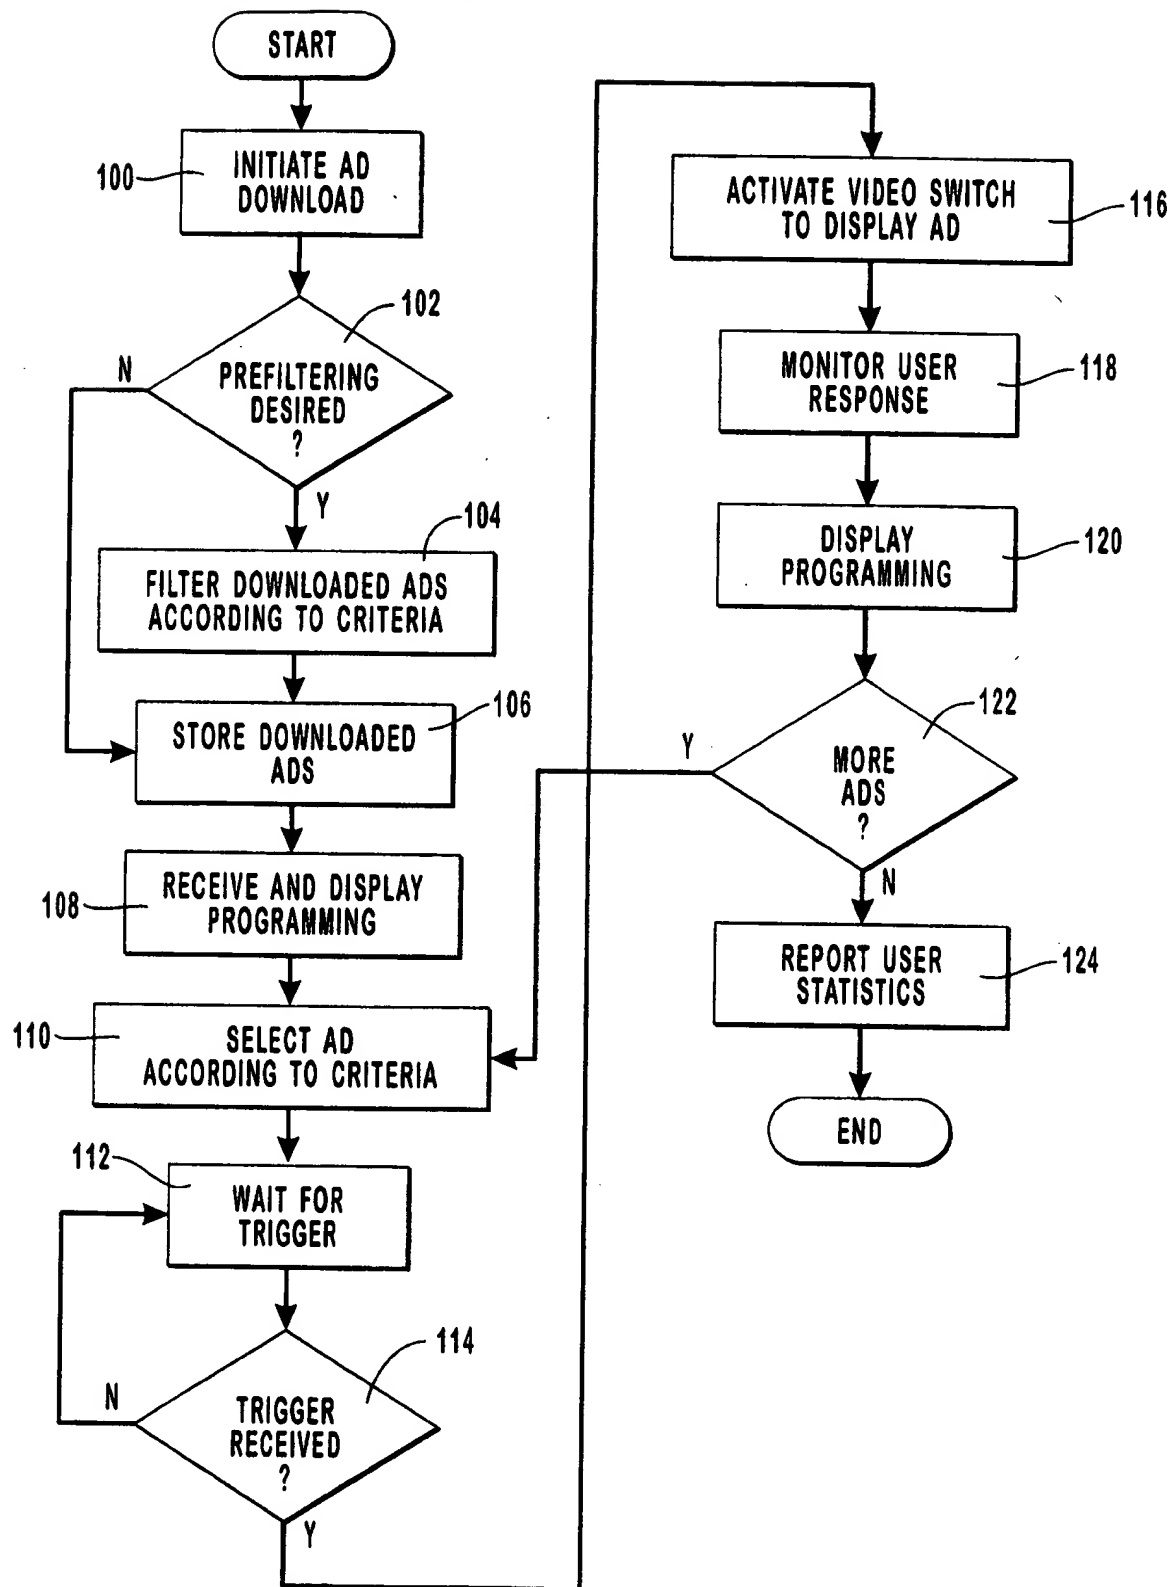 START
100
INITIATE AD
DOWNLOAD
102
N
PREFILTERING
DESIRED
?
Y
104
FILTER DOWNLOADED ADS
ACCORDING TO CRITERIA
106
STORE DOWNLOADED
ADS
108
RECEIVE AND DISPLAY
PROGRAMMING
110
SELECT AD
ACCORDING TO CRITERIA
112
WAIT FOR
TRIGGER
114
N
TRIGGER
RECEIVED
?
Y
ACTIVATE VIDEO SWITCH
TO DISPLAY AD
116
MONITOR USER
RESPONSE
118
DISPLAY
PROGRAMMING
120
122
Y
MORE
ADS
?
N
REPORT USER
STATISTICS
124
END